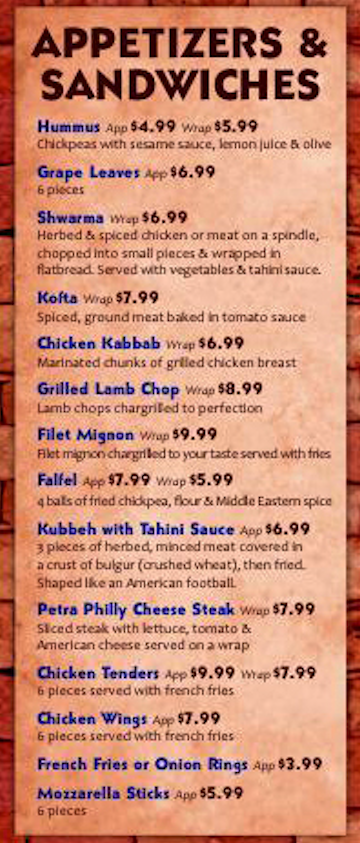 APPETIZERS &
SANDWICHES
Hummus App $4.99 Wrap $5.99
Chickpeas with sesame sauce, lemon juice & olive
Grape Leaves App $6.99
6 pieces
Shwarma Wrap $6.99
Herbed & spiced chicken or meat on a spindle,
chopped into small pieces & wrapped in
flatbread. Served with vegetables & tahini sauce.
Kofta Wrap $7.99
Spiced, ground meat baked in tomato sauce
Chicken Kabbab Wrap $6.99
Marinated chunks of grilled chicken breast
Grilled Lamb Chop Wrap $8.99
Lamb chops chargrilled to perfection
Filet Mignon Wrap $9.99
Filet mignon chargrilled to your taste served with fries
Falfel App $7.99 Wrap $5.99
4 balls of fried chickpea, flour & Middle Eastern spice
Kubbeh with Tahini Sauce App $6.99
3 pieces of herbed, minced meat covered in
a crust of bulgur (crushed wheat), then fried.
Shaped like an American football.
Petra Philly Cheese Steak Wrap $7.99
Sliced steak with lettuce, tomato &
American cheese served on a wrap
Chicken Tenders App $9.99 Wrap $7.99
6 pieces served with french fries
Chicken Wings App $7.99
6 pieces served with french fries
French Fries or Onion Rings App $3.99
Mozzarella Sticks App $5.99
6 pieces